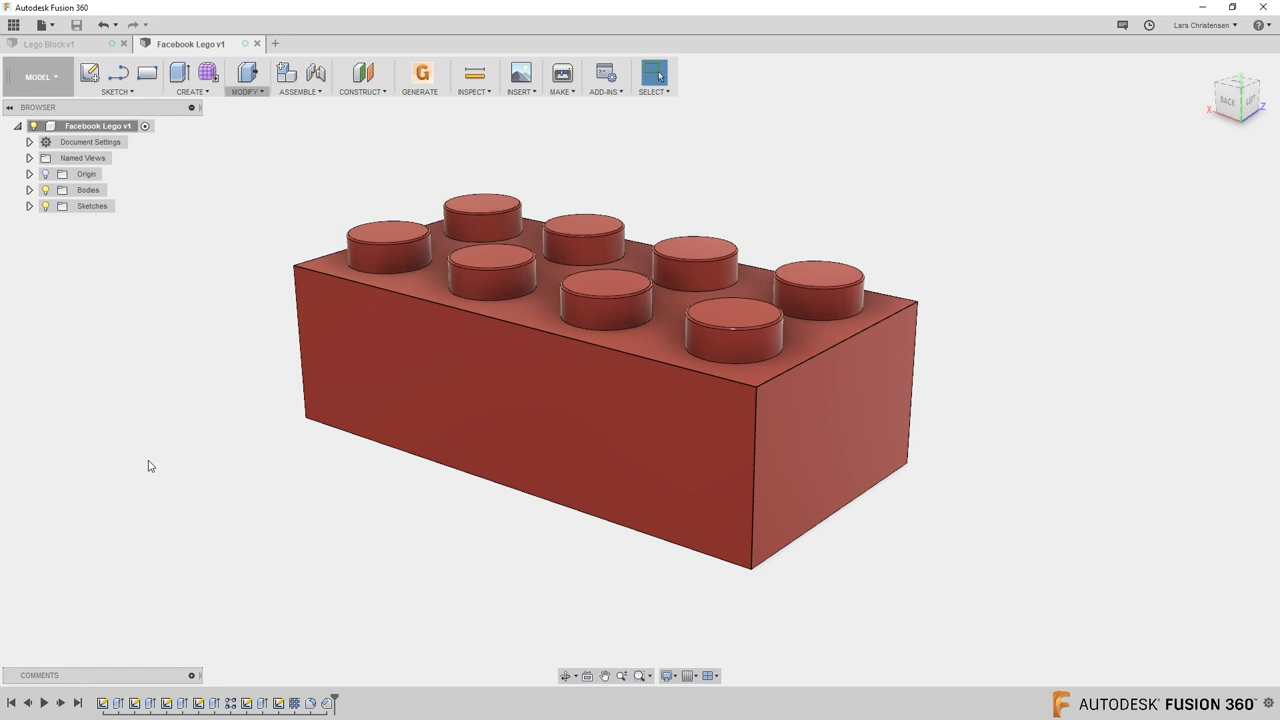 Autodesk Fusion 360
Lars Christensen
Lego Block v1
Facebook Lego v1
MODEL
SKETCH
CREATE
MODIFY
ASSEMBLE
CONSTRUCT
GENERATE
INSPECT
INSERT
MAKE
ADD-INS
SELECT
G
BROWSER
Facebook Lego v1
Document Settings
Named Views
Origin
Bodies
Sketches
BACK
LEFT
X
Z
COMMENTS
AUTODESK® FUSION 360™